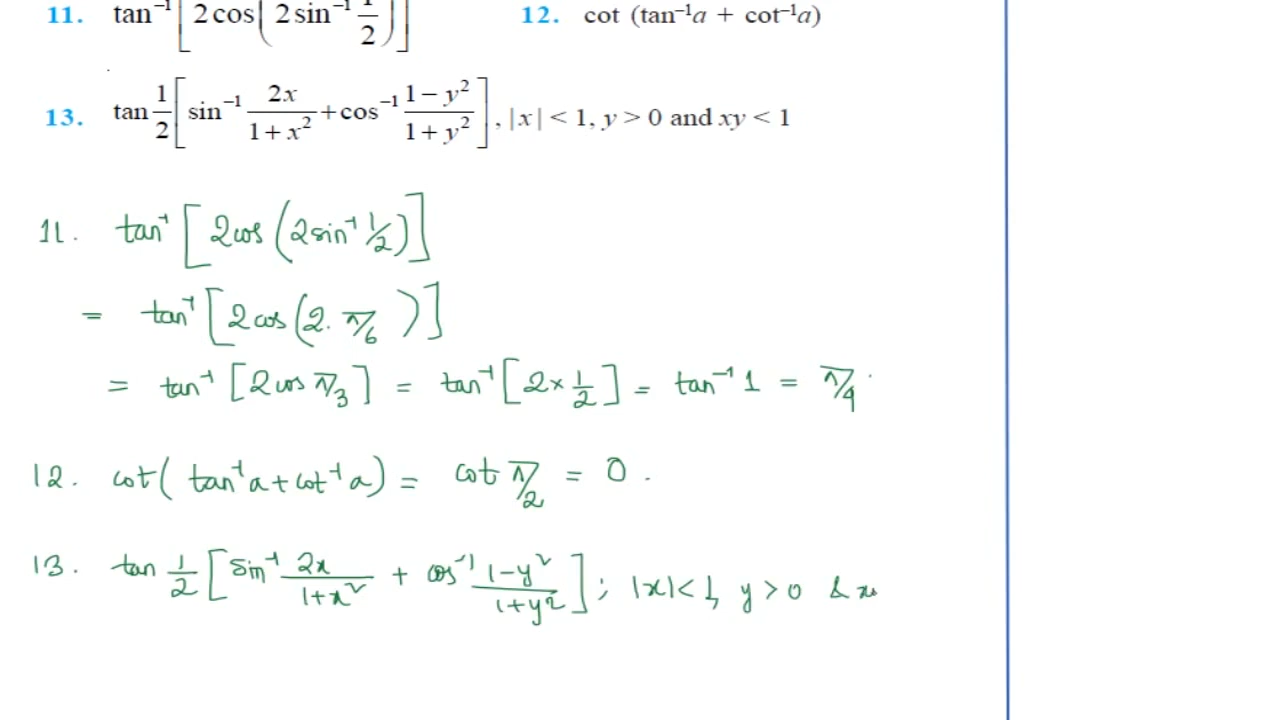 11. tan⁻¹[2cos(2sin⁻¹ 1/2)] 12. cot (tan⁻¹a + cot⁻¹a)
13. tan 1/2 [sin⁻¹ 2x/(1+x²) + cos⁻¹ (1−y²)/(1+y²)], |x| < 1, y > 0 and xy < 1
11. tan⁻¹[2cos(2sin⁻¹ 1/2)]
= tan⁻¹[2cos(2. π/6 )]
= tan⁻¹[2cos π/3] = tan⁻¹[2×1/2] = tan⁻¹ 1 = π/4.
12. cot( tan⁻¹a + cot⁻¹a) = cot π/2 = 0.
13. tan 1/2 [sin⁻¹ 2x/(1+x²) + cos⁻¹ (1−y²)/(1+y²)]; |x|<1, y>0 & x